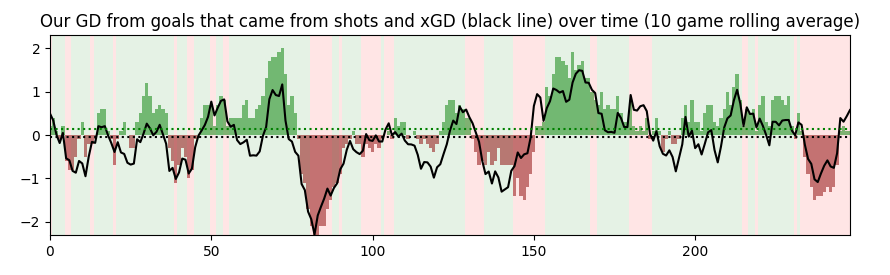 Our GD from goals that came from shots and xGD (black line) over time (10 game rolling average)
2
1
0
−1
−2
0 50 100 150 200